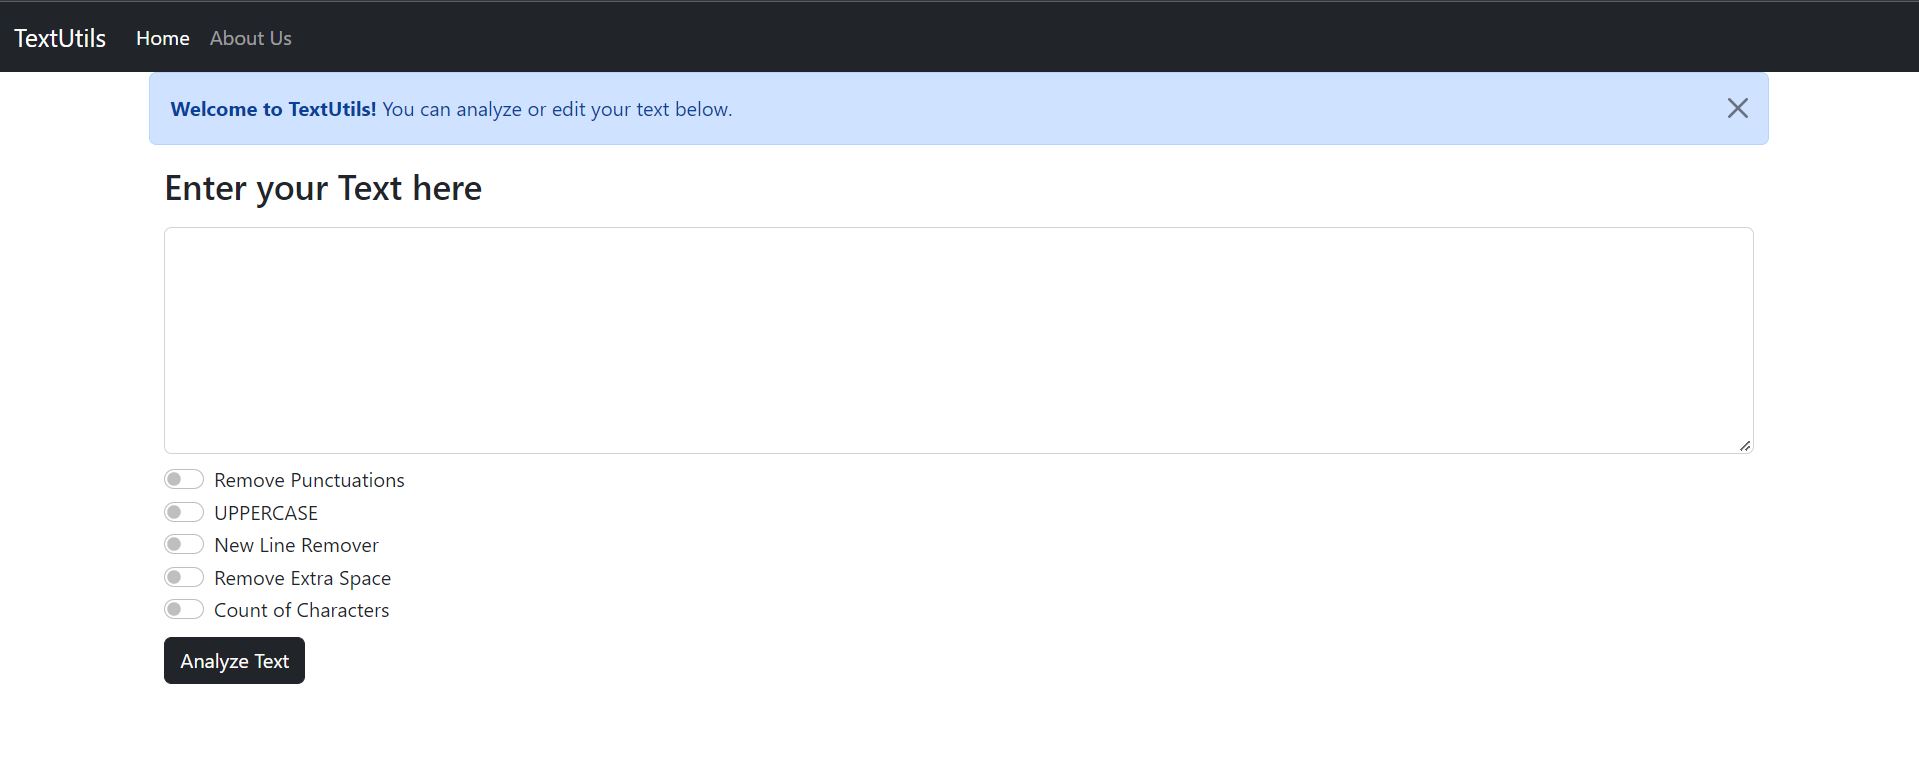 TextUtils Home About Us
Welcome to TextUtils! You can analyze or edit your text below.
Enter your Text here
Remove Punctuations
UPPERCASE
New Line Remover
Remove Extra Space
Count of Characters
Analyze Text